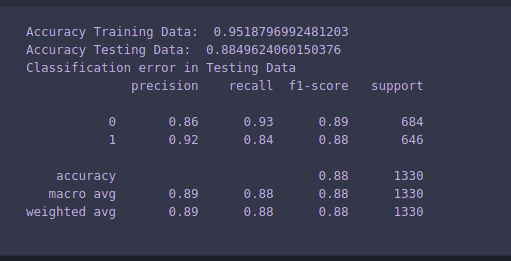 Accuracy Training Data:  0.9518796992481203
Accuracy Testing Data:  0.8849624060150376
Classification error in Testing Data
              precision    recall  f1-score   support

           0       0.86      0.93      0.89       684
           1       0.92      0.84      0.88       646

    accuracy                           0.88      1330
   macro avg       0.89      0.88      0.88      1330
weighted avg       0.89      0.88      0.88      1330